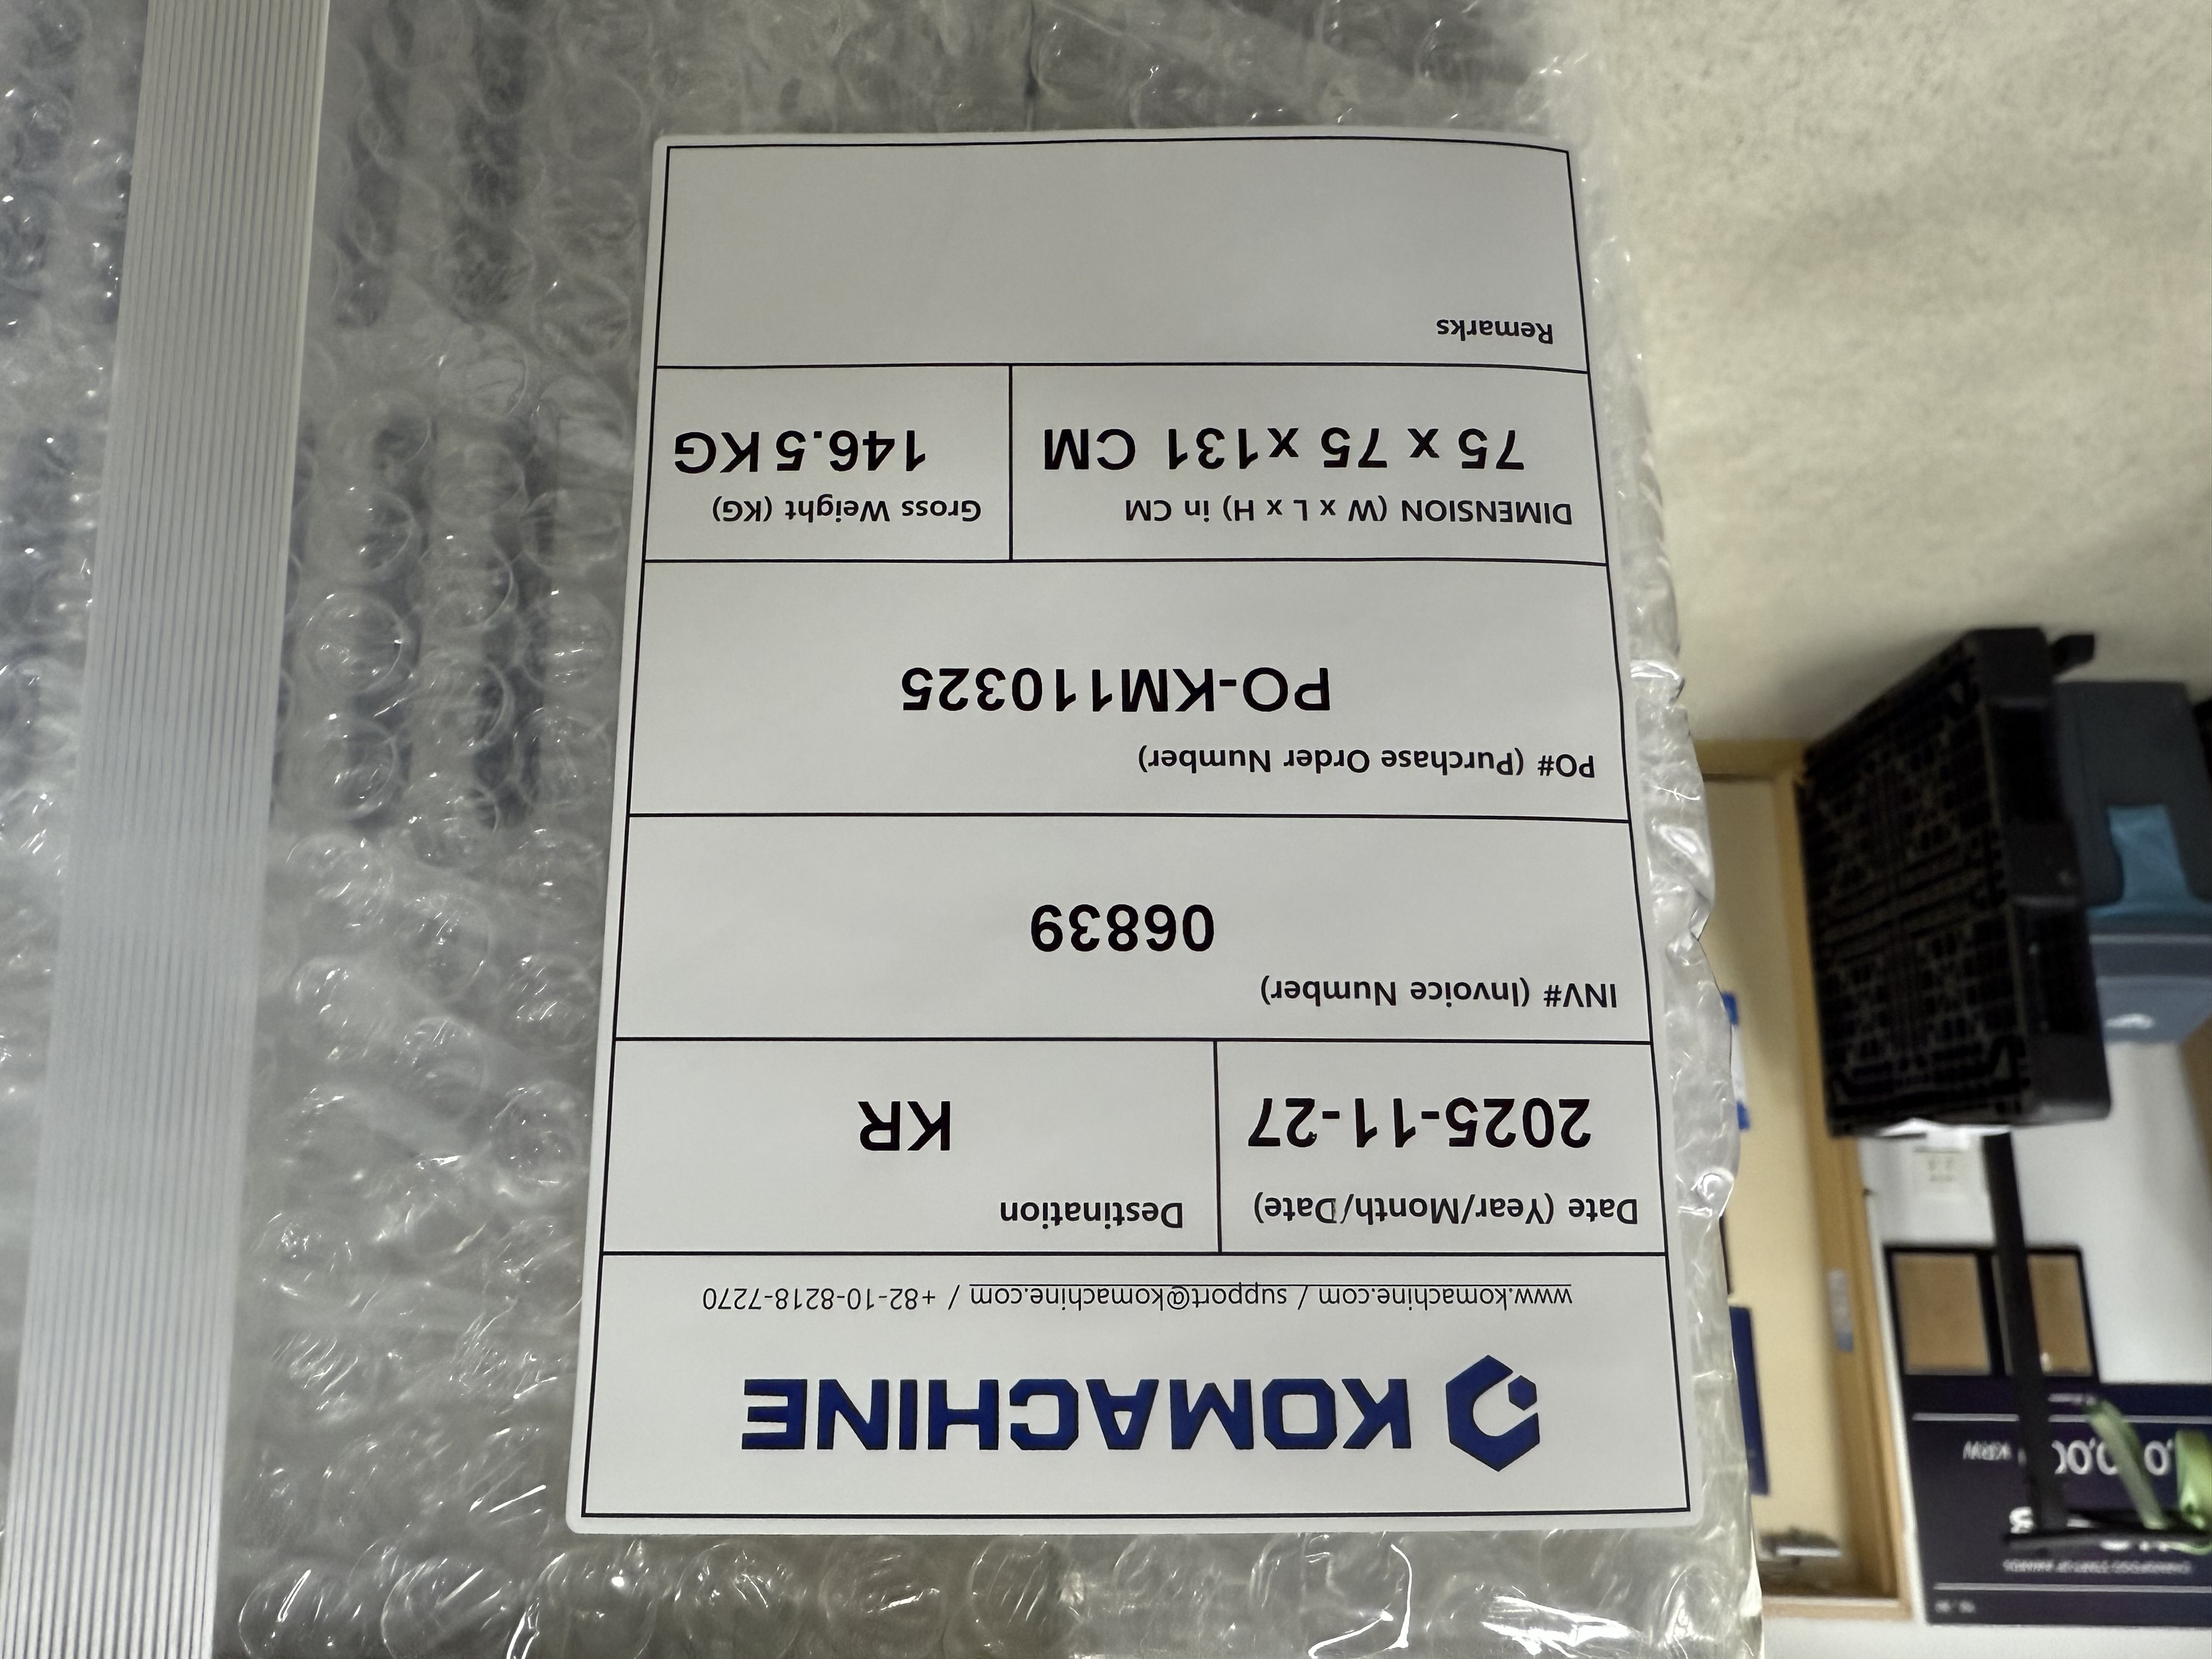 KOMACHINE
www.komachine.com / support@komachine.com / +82-10-8218-7270
Date (Year/Month/Date)
2025-11-27
Destination
KR
INV# (Invoice Number)
06839
PO# (Purchase Order Number)
PO-KM110325
DIMENSION (W x L x H) in CM
75 x 75 x131 CM
Gross Weight (KG)
146.5 KG
Remarks
KRW